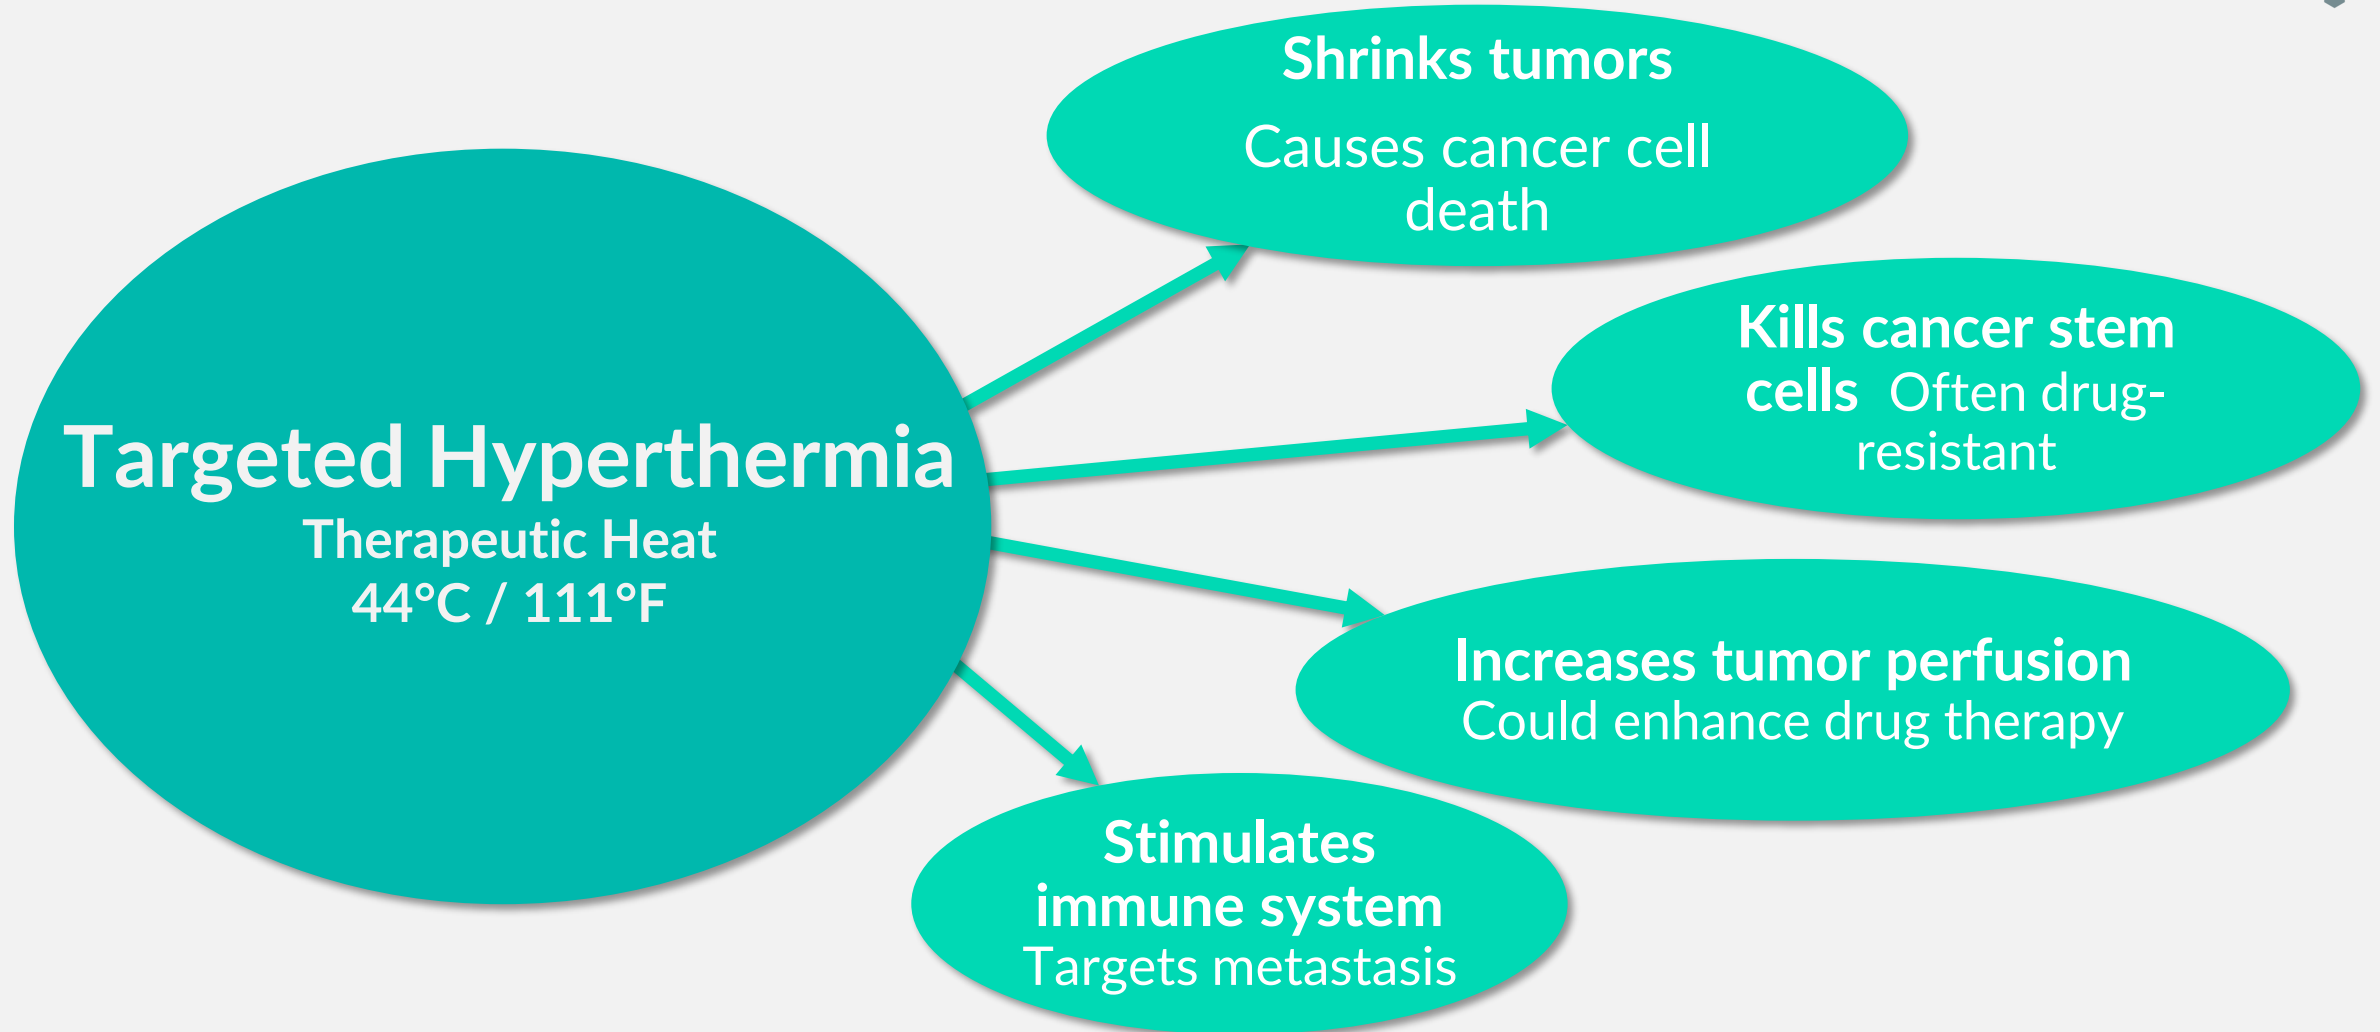 Targeted Hyperthermia
Therapeutic Heat
44°C / 111°F
Shrinks tumors
Causes cancer cell
death
Kills cancer stem
cells Often drug-
resistant
Increases tumor perfusion
Could enhance drug therapy
Stimulates
immune system
Targets metastasis